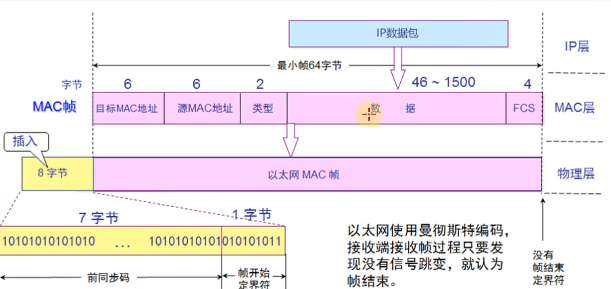 IP数据包
IP层
最小帧64字节
字节
6
6
2
46 ~ 1500
4
MAC帧
目标MAC地址
源MAC地址
类型
数 据
FCS
MAC层
插入
8 字节
以太网 MAC 帧
物理层
7 字节
1 字节
10101010101010 … 10101010101010101011
前同步码
帧开始
定界符
以太网使用曼彻斯特编码，
接收端接收帧过程只要发
现没有信号跳变，就认为
帧结束。
没有
帧结束
定界符